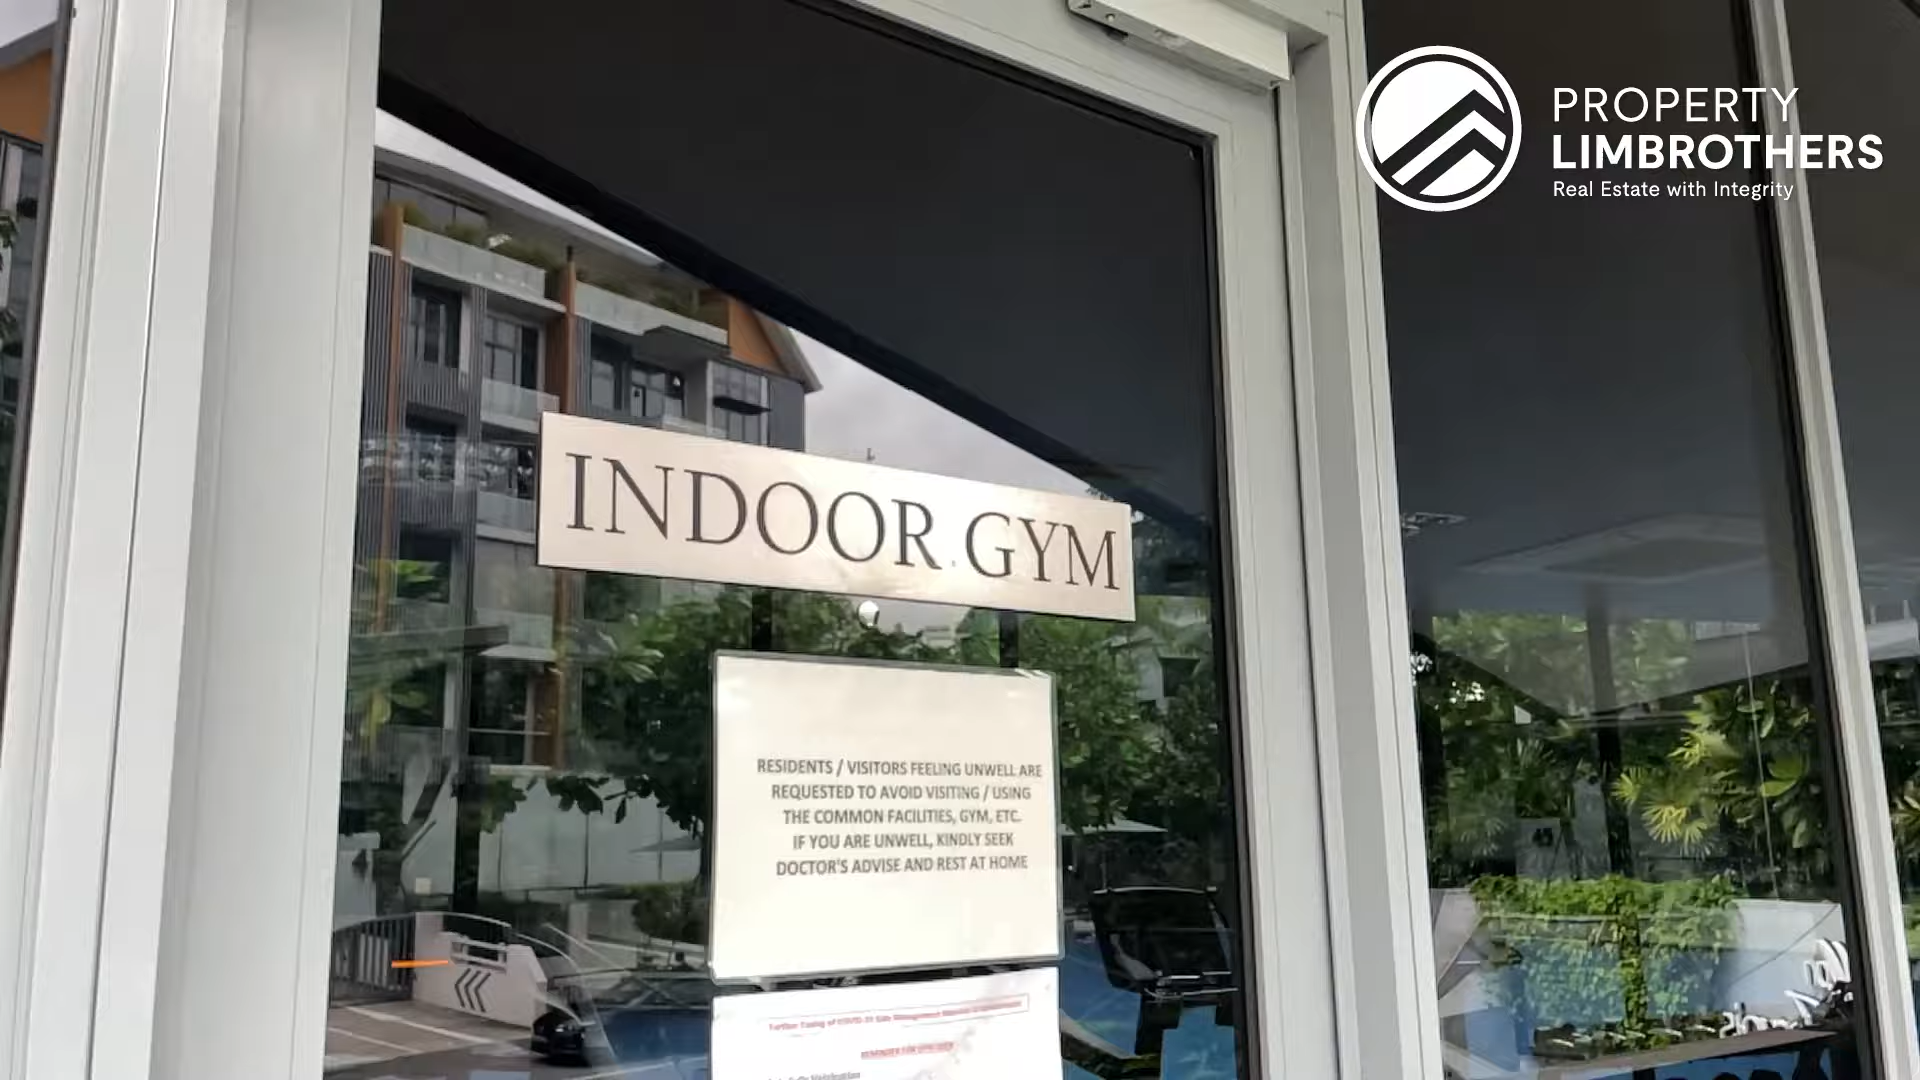 PROPERTY
LIMBROTHERS
Real Estate with Integrity
INDOOR GYM
RESIDENTS / VISITORS FEELING UNWELL ARE
REQUESTED TO AVOID VISITING / USING
THE COMMON FACILITIES, GYM, ETC.
IF YOU ARE UNWELL, KINDLY SEEK
DOCTOR'S ADVISE AND REST AT HOME